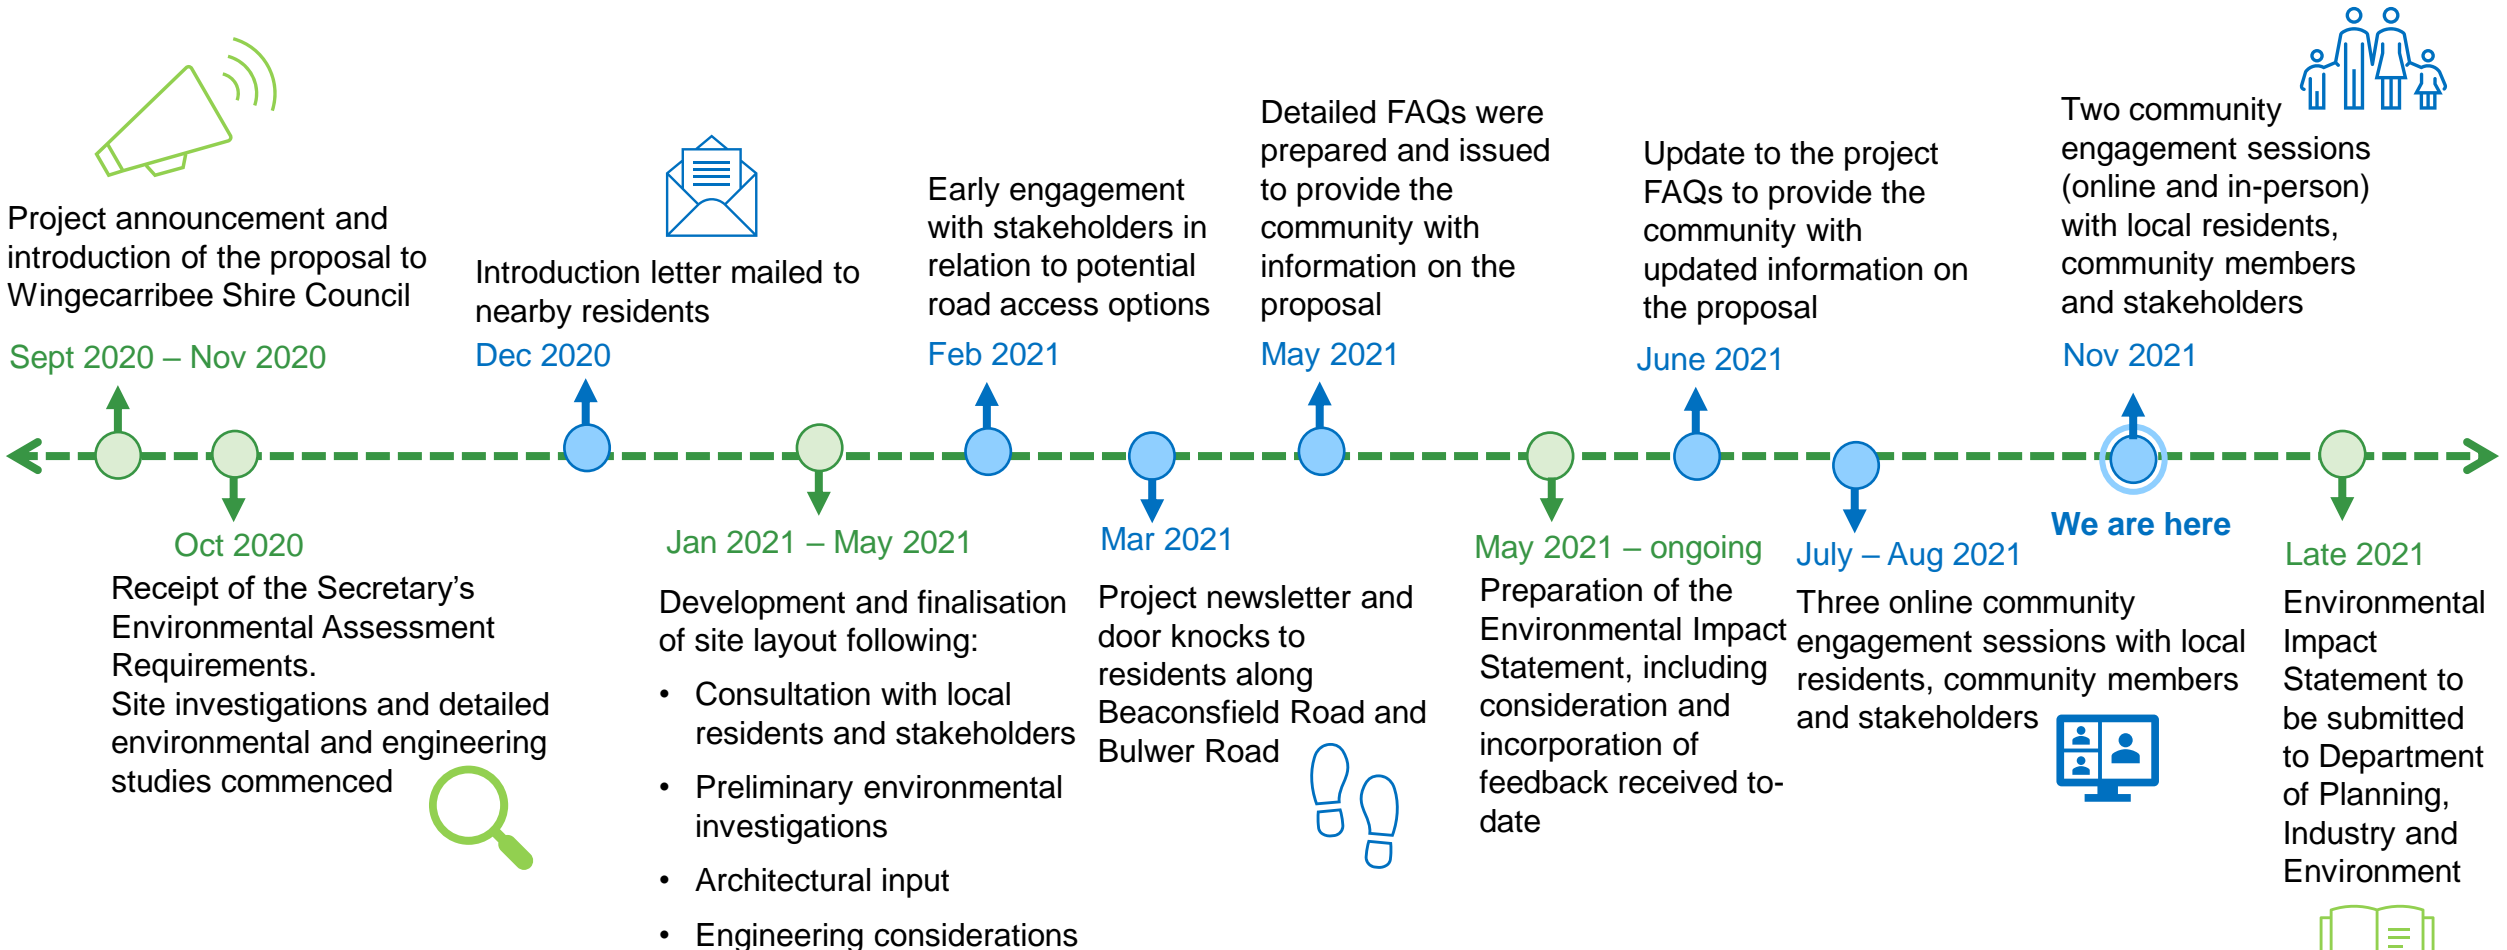 Project announcement and
introduction of the proposal to
Wingecarribee Shire Council
Sept 2020 – Nov 2020
Introduction letter mailed to
nearby residents
Dec 2020
Early engagement
with stakeholders in
relation to potential
road access options
Feb 2021
Detailed FAQs were
prepared and issued
to provide the
community with
information on the
proposal
May 2021
Update to the project
FAQs to provide the
community with
updated information on
the proposal
June 2021
Two community
engagement sessions
(online and in-person)
with local residents,
community members
and stakeholders
Nov 2021
Oct 2020
Receipt of the Secretary’s
Environmental Assessment
Requirements.
Site investigations and detailed
environmental and engineering
studies commenced
Jan 2021 – May 2021
Development and finalisation
of site layout following:
• Consultation with local
residents and stakeholders
• Preliminary environmental
investigations
• Architectural input
• Engineering considerations
Mar 2021
Project newsletter and
door knocks to
residents along
Beaconsfield Road and
Bulwer Road
May 2021 – ongoing
Preparation of the
Environmental Impact
Statement, including
consideration and
incorporation of
feedback received to-
date
July – Aug 2021
Three online community
engagement sessions with local
residents, community members
and stakeholders
We are here
Late 2021
Environmental
Impact
Statement to
be submitted
to Department
of Planning,
Industry and
Environment